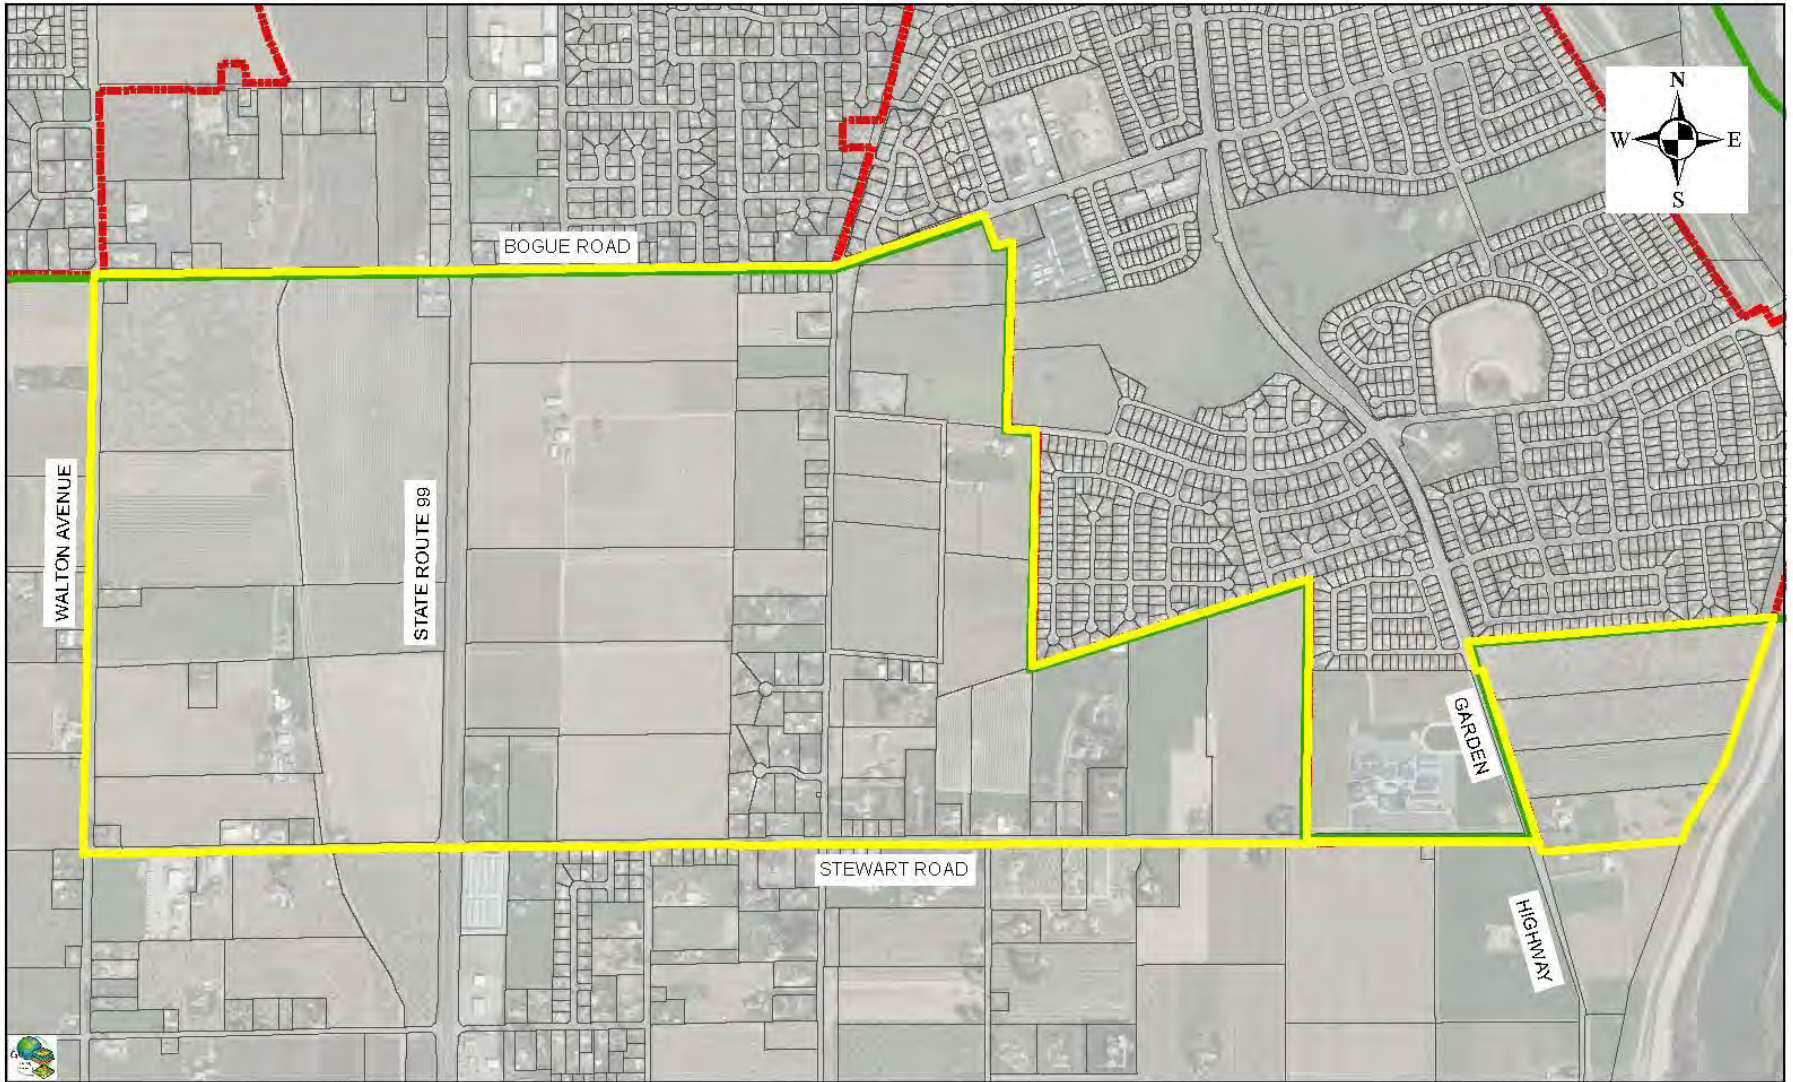 N
W E
S
BOGUE ROAD
WALTON AVENUE
STATE ROUTE 99
GARDEN
STEWART ROAD
HIGHWAY